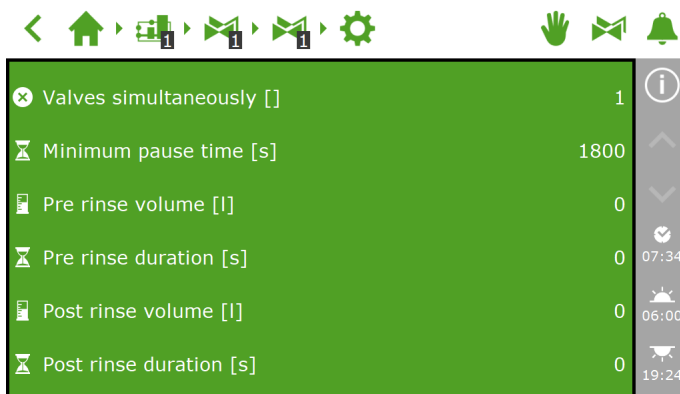 1 1 1
Valves simultaneously [] 1
Minimum pause time [s] 1800
Pre rinse volume [l] 0
Pre rinse duration [s] 0
Post rinse volume [l] 0
Post rinse duration [s] 0
07:34
06:00
19:24